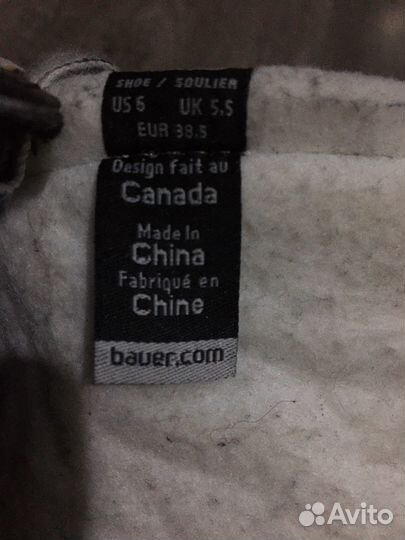 SHOE / SOULIER
US 6 UK 5.5
EUR 38.5
Design fait au
Canada
Made In
China
Fabriqué en
Chine
bauer.com
Avito